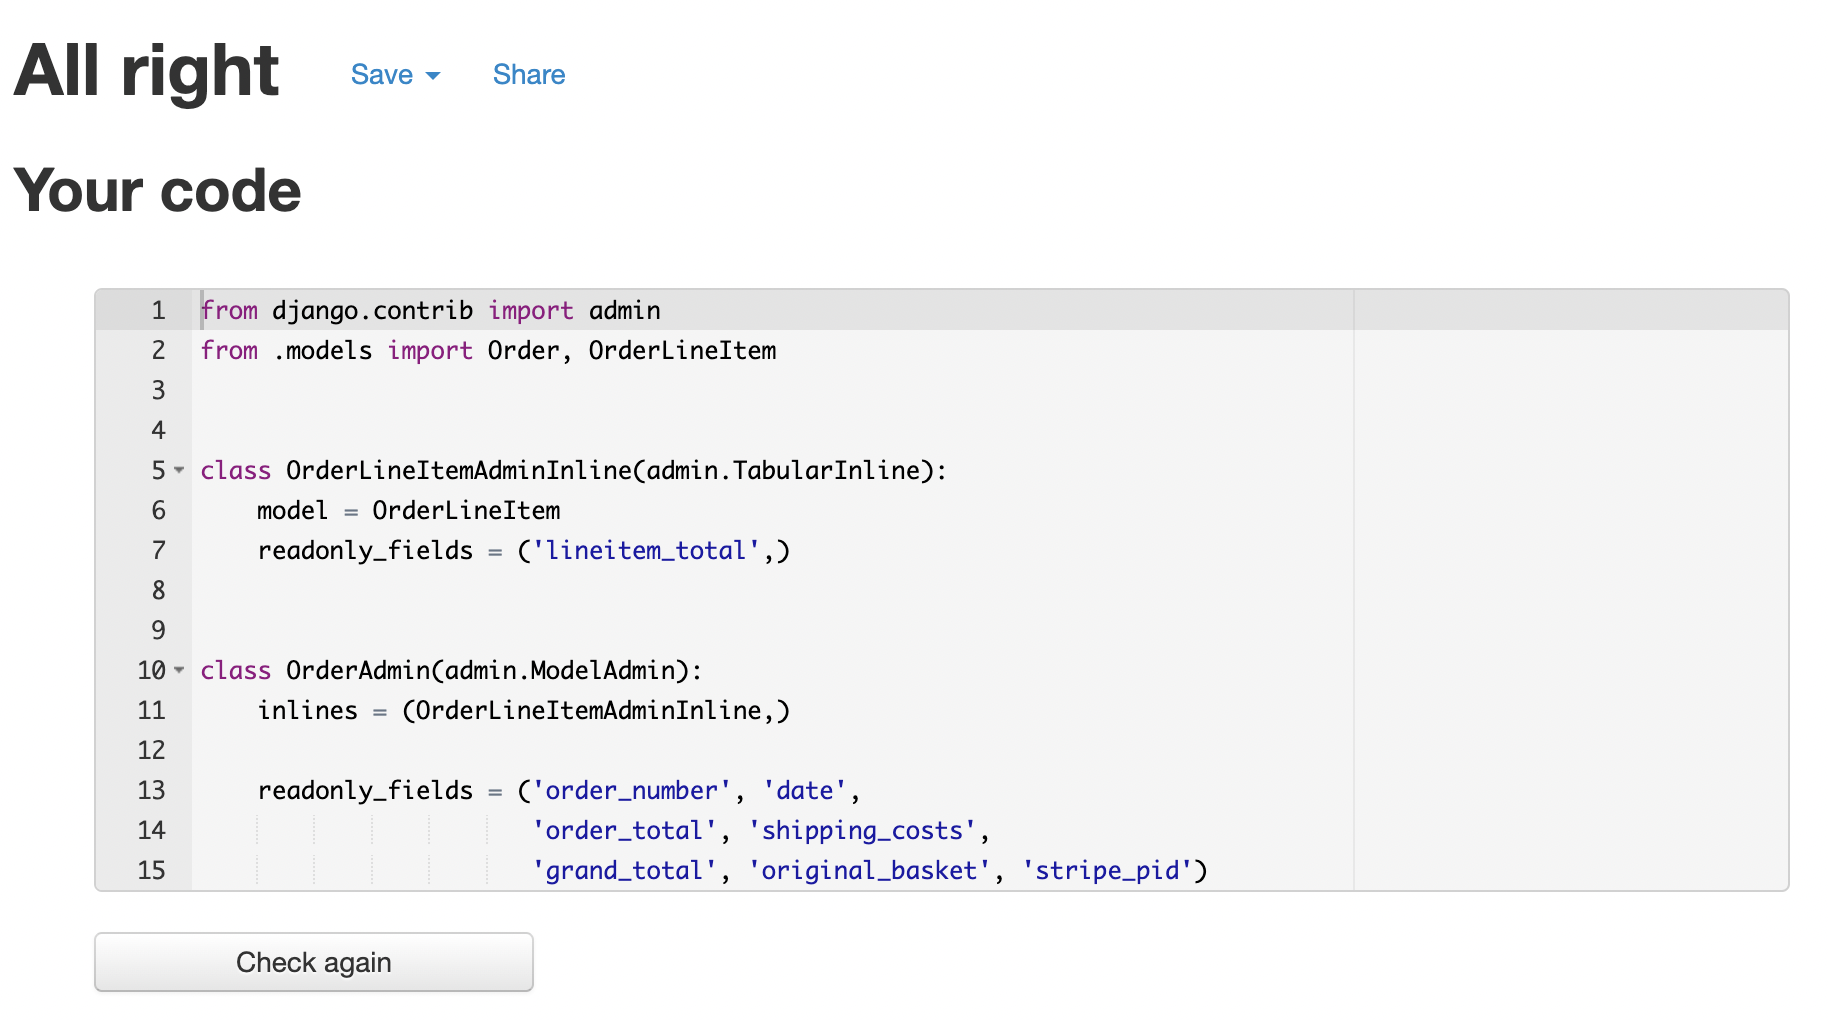 All right Save Share
Your code
1 from django.contrib import admin
2 from .models import Order, OrderLineItem
3
4
5 class OrderLineItemAdminInline(admin.TabularInline):
6     model = OrderLineItem
7     readonly_fields = ('lineitem_total',)
8
9
10 class OrderAdmin(admin.ModelAdmin):
11     inlines = (OrderLineItemAdminInline,)
12
13     readonly_fields = ('order_number', 'date',
14                        'order_total', 'shipping_costs',
15                        'grand_total', 'original_basket', 'stripe_pid')
Check again